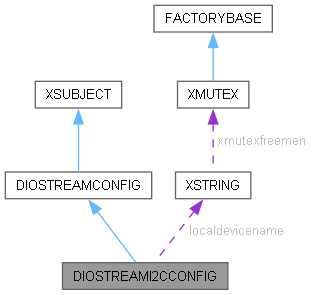 FACTORYBASE
XSUBJECT
XMUTEX
xmutexfreemen
DIOSTREAMCONFIG
XSTRING
localdevicename
DIOSTREAMI2CCONFIG